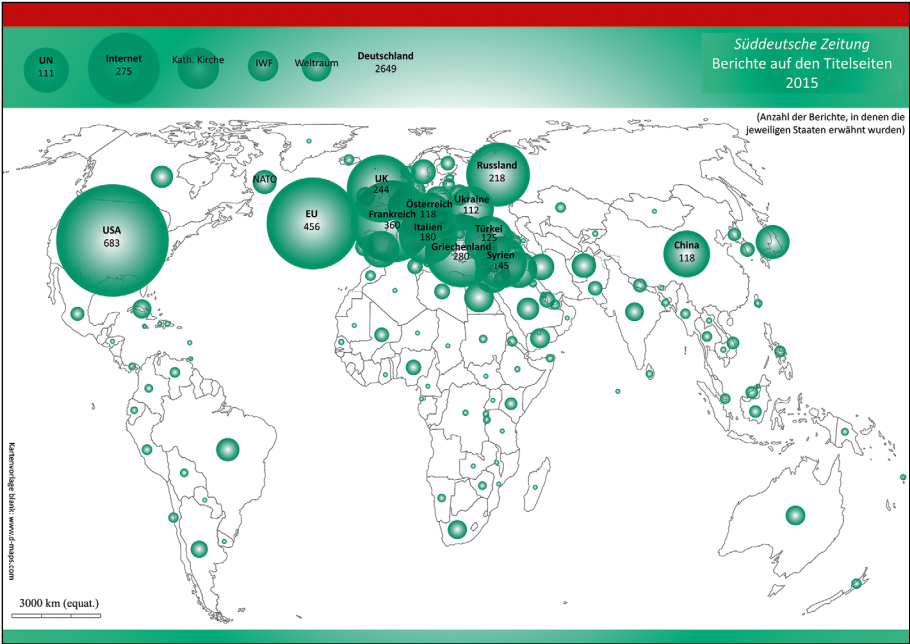 UN
111
Internet
275
Kath. Kirche
IWF
Weltraum
Deutschland
2649
Süddeutsche Zeitung
Berichte auf den Titelseiten
2015
(Anzahl der Berichte, in denen die
jeweiligen Staaten erwähnt wurden)
Russland
218
NATO
UK
244
Österreich
118
Ukraine
112
EU
456
Frankreich
360
USA
683
Italien
180
Türkei
125
Griechenland
280
Syrien
145
China
118
Kartenvorlage blank: www.d-maps.com
3000 km (equat.)